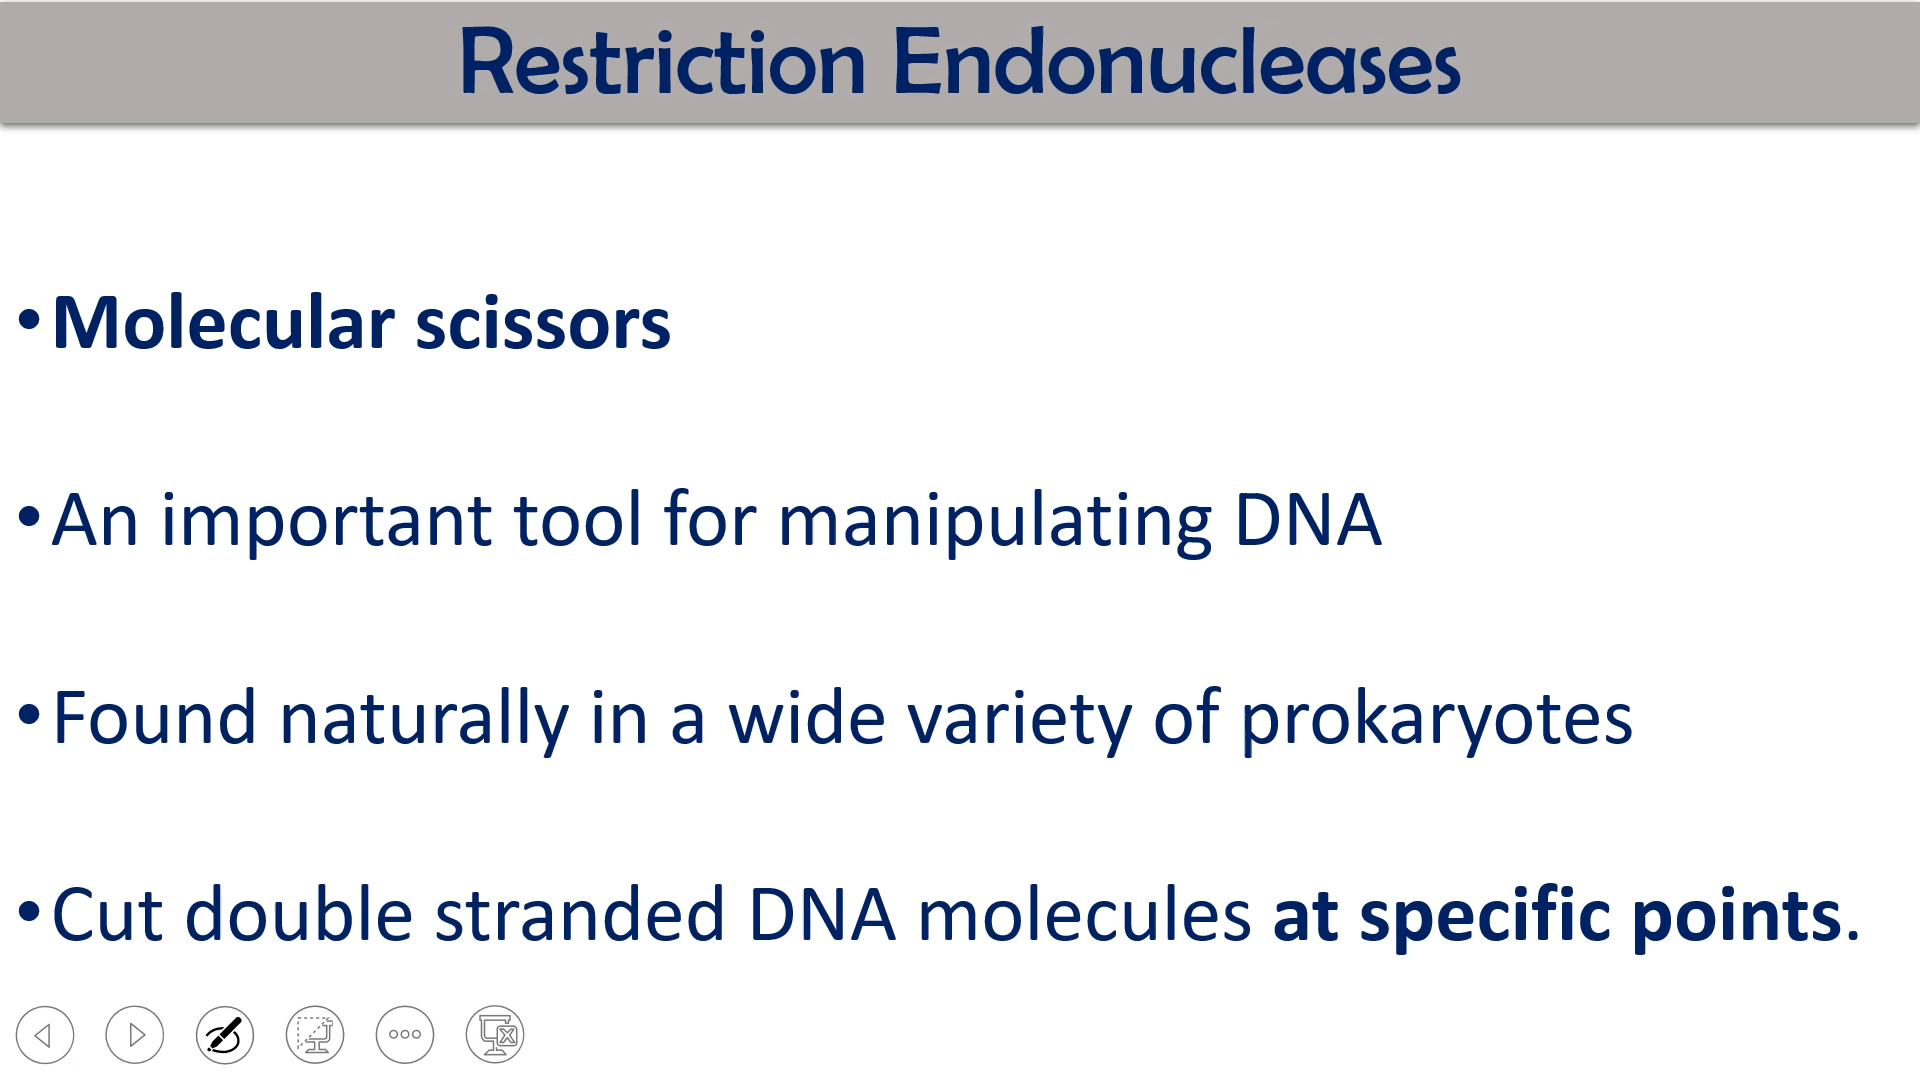 Restriction Endonucleases
•Molecular scissors
•An important tool for manipulating DNA
•Found naturally in a wide variety of prokaryotes
•Cut double stranded DNA molecules at specific points.